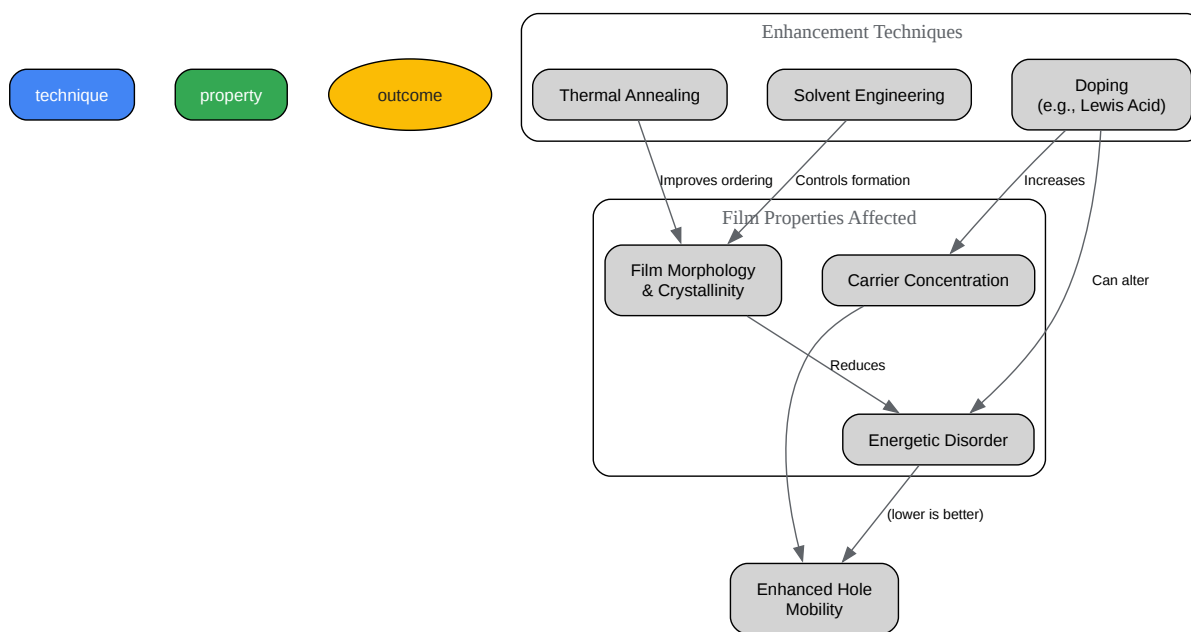 technique
property
outcome
Enhancement Techniques
Thermal Annealing
Solvent Engineering
Doping
(e.g., Lewis Acid)
Improves ordering
Controls formation
Increases
Film Properties Affected
Film Morphology
& Crystallinity
Carrier Concentration
Can alter
Reduces
Energetic Disorder
(lower is better)
Enhanced Hole
Mobility